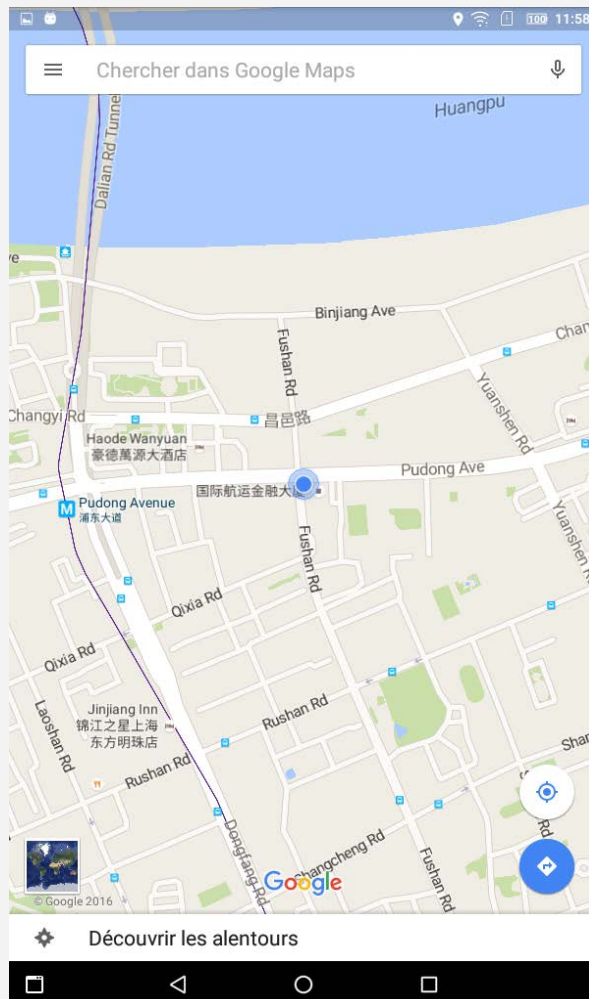 100 11:58
Chercher dans Google Maps
Huangpu
Dalian Rd Tunnel
Binjiang Ave
Fushan Rd
Chan
Yuanshen Rd
Changyi Rd
昌邑路
Haode Wanyuan
豪德萬源大酒店
Pudong Ave
国际航运金融大厦
Pudong Avenue
浦东大道
Yuanshen Rd
Fushan Rd
Qixia Rd
Qixia Rd
Laoshan Rd
Jinjiang Inn
锦江之星上海
东方明珠店
Rushan Rd
Rushan Rd
Shan
Dongfang Rd
Shangcheng Rd
Fushan Rd
Rd
Google
© Google 2016
Découvrir les alentours